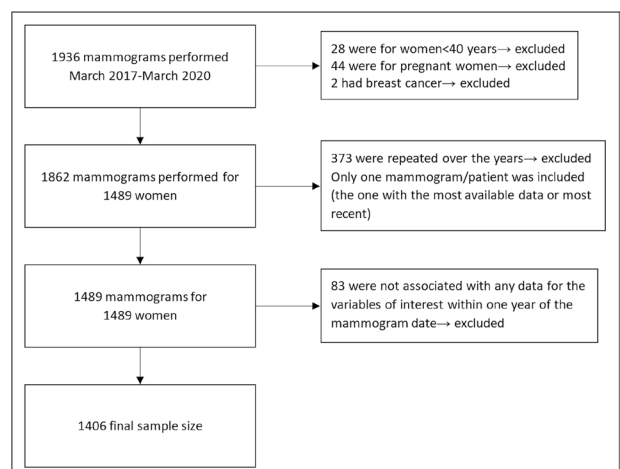 1936 mammograms performed
March 2017-March 2020
28 were for women<40 years→ excluded
44 were for pregnant women→ excluded
2 had breast cancer→ excluded
1862 mammograms performed for
1489 women
373 were repeated over the years→ excluded
Only one mammogram/patient was included
(the one with the most available data or most
recent)
1489 mammograms for
1489 women
83 were not associated with any data for the
variables of interest within one year of the
mammogram date→ excluded
1406 final sample size